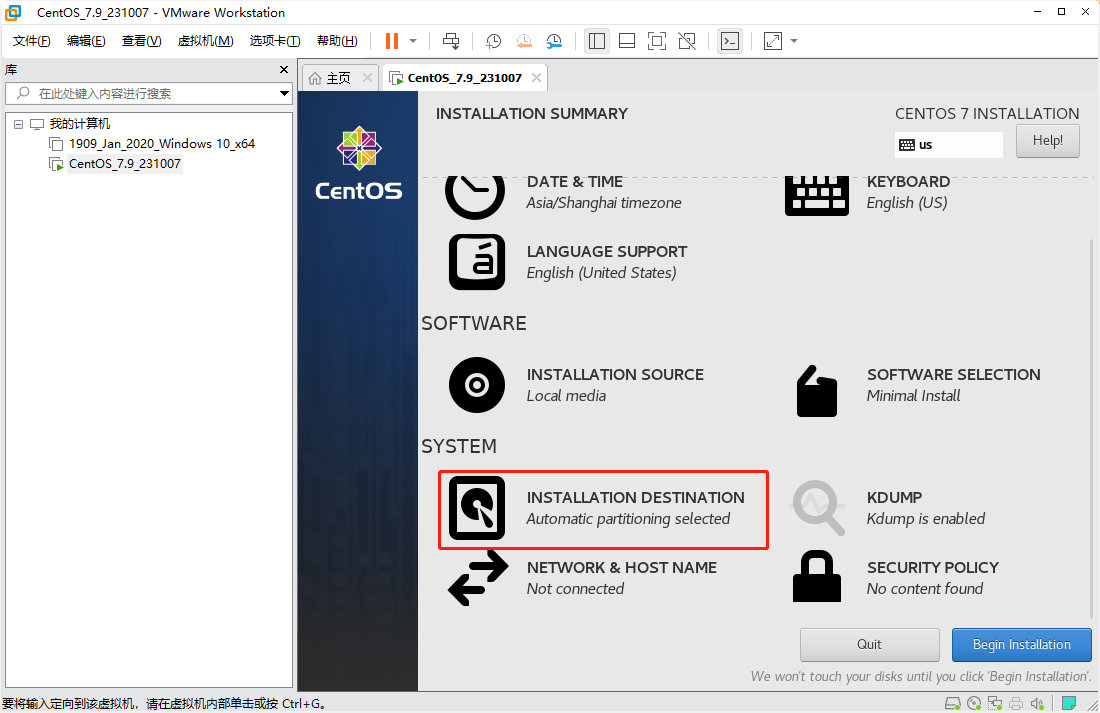 CentOS_7.9_231007 - VMware Workstation
文件(F) 编辑(E) 查看(V) 虚拟机(M) 选项卡(T) 帮助(H)
库
在此处键入内容进行搜索
我的计算机
1909_Jan_2020_Windows 10_x64
CentOS_7.9_231007
主页 CentOS_7.9_231007
CentOS
INSTALLATION SUMMARY
CENTOS 7 INSTALLATION
us
Help!
DATE & TIME
Asia/Shanghai timezone
KEYBOARD
English (US)
á
LANGUAGE SUPPORT
English (United States)
SOFTWARE
INSTALLATION SOURCE
Local media
SOFTWARE SELECTION
Minimal Install
SYSTEM
INSTALLATION DESTINATION
Automatic partitioning selected
KDUMP
Kdump is enabled
NETWORK & HOST NAME
Not connected
SECURITY POLICY
No content found
Quit
Begin Installation
We won't touch your disks until you click 'Begin Installation'.
要将输入定向到该虚拟机，请在虚拟机内部单击或按 Ctrl+G。